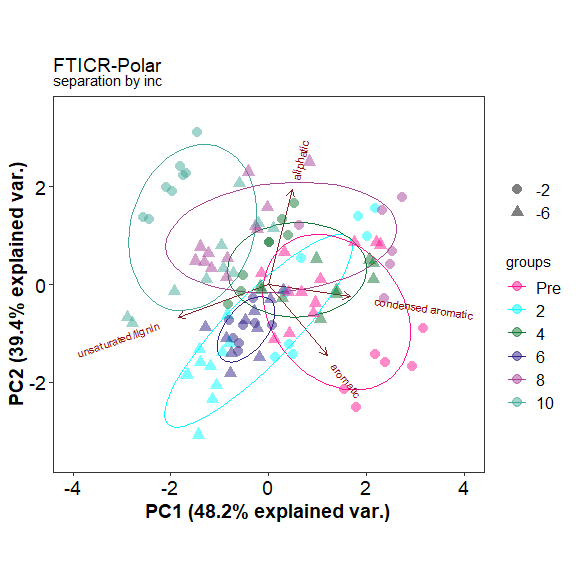 FTICR-Polar
separation by inc
PC2 (39.4% explained var.)
2
0
-2
-4
-2
0
2
4
PC1 (48.2% explained var.)
aliphatic
condensed aromatic
unsaturated/lignin
aromatic
-2
-6
groups
Pre
2
4
6
8
10